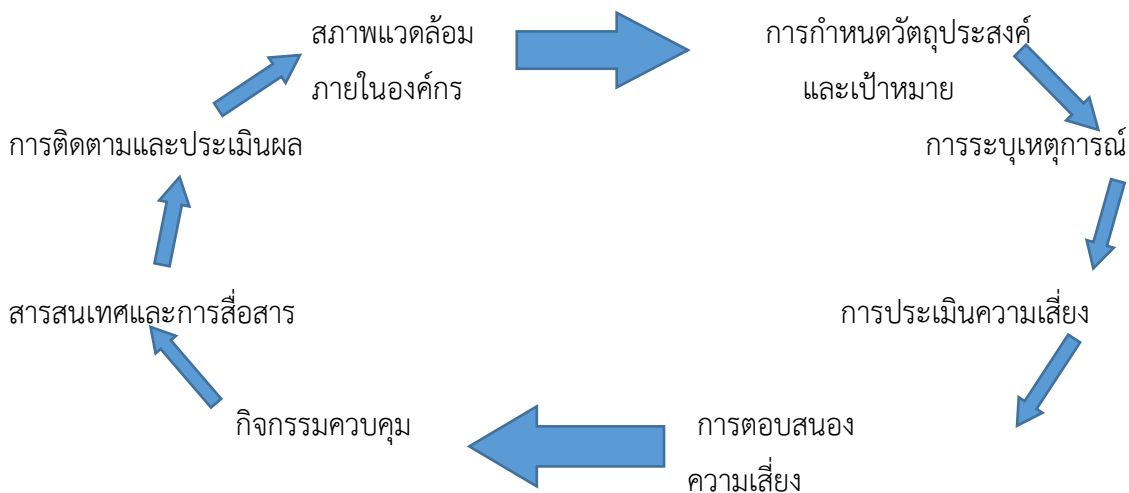 สภาพแวดล้อม
ภายในองค์กร
การกำหนดวัตถุประสงค์
และเป้าหมาย
การระบุเหตุการณ์
การประเมินความเสี่ยง
การตอบสนอง
ความเสี่ยง
กิจกรรมควบคุม
สารสนเทศและการสื่อสาร
การติดตามและประเมินผล